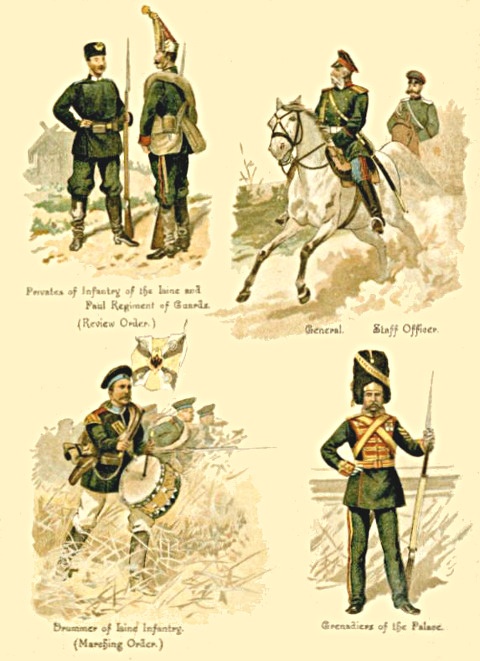 Privates of Infantry of the Line and
Paul Regiment of Guards.
(Review Order.)
General. Staff Officer.
Drummer of Line Infantry.
(Marching Order.)
Grenadiers of the Palace.